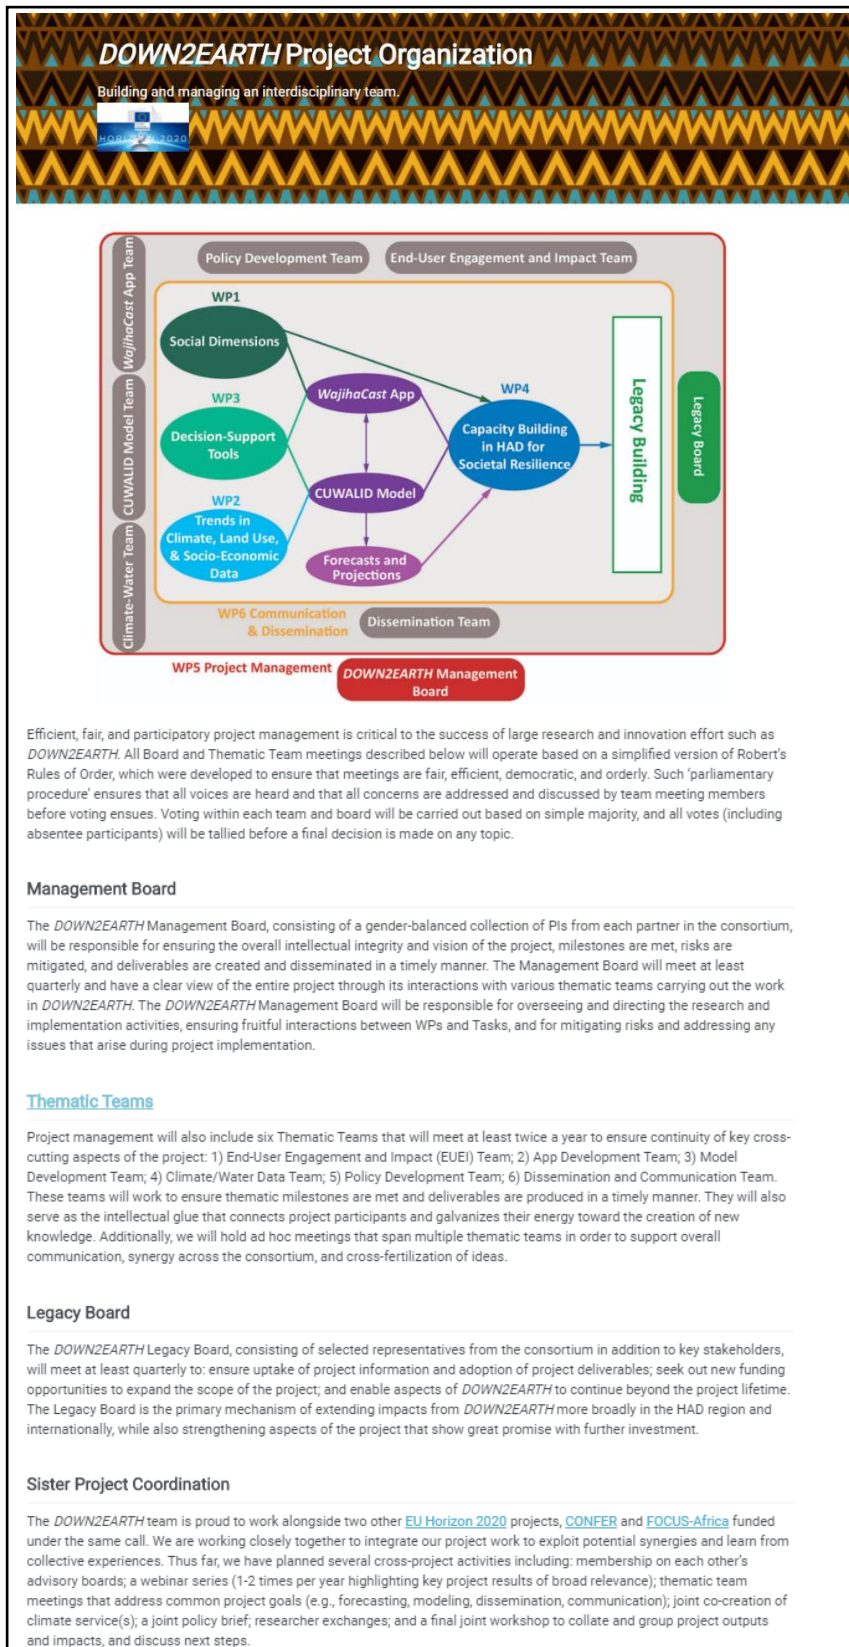 DOWN2EARTH Project Organization
Building and managing an interdisciplinary team.
HORIZON 2020
WajihaCast App Team
CUWALID Model Team
Climate-Water Team
Policy Development Team
End-User Engagement and Impact Team
WP1
Social Dimensions
WP3
Decision-Support
Tools
WP2
Trends in
Climate, Land Use,
& Socio-Economic
Data
WajihaCast App
CUWALID Model
Forecasts and
Projections
WP4
Capacity Building
in HAD for
Societal Resilience
Legacy Building
Legacy Board
WP6 Communication
& Dissemination
Dissemination Team
WP5 Project Management
DOWN2EARTH Management
Board
Efficient, fair, and participatory project management is critical to the success of large research and innovation effort such as
DOWN2EARTH. All Board and Thematic Team meetings described below will operate based on a simplified version of Robert's
Rules of Order, which were developed to ensure that meetings are fair, efficient, democratic, and orderly. Such 'parliamentary
procedure' ensures that all voices are heard and that all concerns are addressed and discussed by team meeting members
before voting ensues. Voting within each team and board will be carried out based on simple majority, and all votes (including
absentee participants) will be tallied before a final decision is made on any topic.
Management Board
The DOWN2EARTH Management Board, consisting of a gender-balanced collection of PIs from each partner in the consortium,
will be responsible for ensuring the overall intellectual integrity and vision of the project, milestones are met, risks are
mitigated, and deliverables are created and disseminated in a timely manner. The Management Board will meet at least
quarterly and have a clear view of the entire project through its interactions with various thematic teams carrying out the work
in DOWN2EARTH. The DOWN2EARTH Management Board will be responsible for overseeing and directing the research and
implementation activities, ensuring fruitful interactions between WPs and Tasks, and for mitigating risks and addressing any
issues that arise during project implementation.
Thematic Teams
Project management will also include six Thematic Teams that will meet at least twice a year to ensure continuity of key cross-
cutting aspects of the project: 1) End-User Engagement and Impact (EUEI) Team; 2) App Development Team; 3) Model
Development Team; 4) Climate/Water Data Team; 5) Policy Development Team; 6) Dissemination and Communication Team.
These teams will work to ensure thematic milestones are met and deliverables are produced in a timely manner. They will also
serve as the intellectual glue that connects project participants and galvanizes their energy toward the creation of new
knowledge. Additionally, we will hold ad hoc meetings that span multiple thematic teams in order to support overall
communication, synergy across the consortium, and cross-fertilization of ideas.
Legacy Board
The DOWN2EARTH Legacy Board, consisting of selected representatives from the consortium in addition to key stakeholders,
will meet at least quarterly to: ensure uptake of project information and adoption of project deliverables; seek out new funding
opportunities to expand the scope of the project; and enable aspects of DOWN2EARTH to continue beyond the project lifetime.
The Legacy Board is the primary mechanism of extending impacts from DOWN2EARTH more broadly in the HAD region and
internationally, while also strengthening aspects of the project that show great promise with further investment.
Sister Project Coordination
The DOWN2EARTH team is proud to work alongside two other EU Horizon 2020 projects, CONFER and FOCUS-Africa funded
under the same call. We are working closely together to integrate our project work to exploit potential synergies and learn from
collective experiences. Thus far, we have planned several cross-project activities including: membership on each other's
advisory boards; a webinar series (1-2 times per year highlighting key project results of broad relevance); thematic team
meetings that address common project goals (e.g., forecasting, modeling, dissemination, communication); joint co-creation of
climate service(s); a joint policy brief; researcher exchanges; and a final joint workshop to collate and group project outputs
and impacts, and discuss next steps.